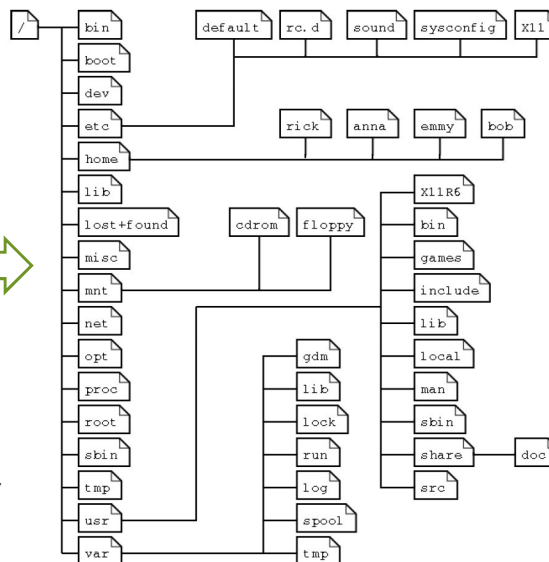 / bin default rc.d sound sysconfig X11
boot
dev
etc rick anna emmy bob
home
lib X11R6
lost+found cdrom floppy bin
misc games
mnt include
net lib
opt gdm local
proc lib man
root lock sbin
sbin run share doc
tmp log src
usr spool
var tmp